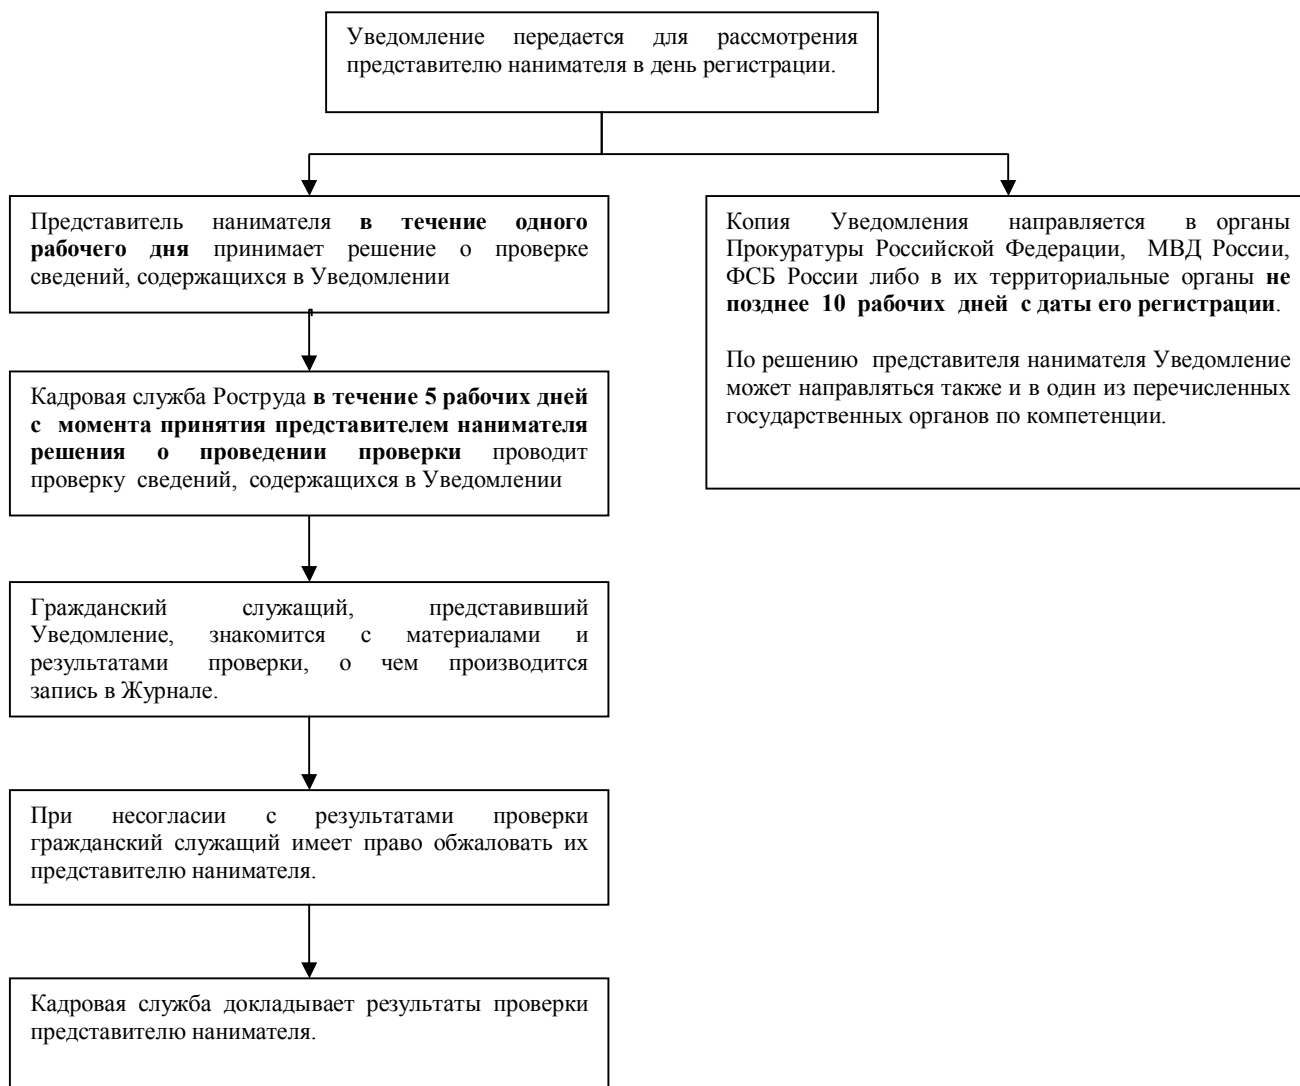 Уведомление передается для рассмотрения
представителю нанимателя в день регистрации.
Представитель нанимателя в течение одного
рабочего дня принимает решение о проверке
сведений, содержащихся в Уведомлении
Копия Уведомления направляется в органы
Прокуратуры Российской Федерации, МВД России,
ФСБ России либо в их территориальные органы не
позднее 10 рабочих дней с даты его регистрации.
По решению представителя нанимателя Уведомление
может направляться также и в один из перечисленных
государственных органов по компетенции.
Кадровая служба Роструда в течение 5 рабочих дней
с момента принятия представителем нанимателя
решения о проведении проверки проводит
проверку сведений, содержащихся в Уведомлении
Гражданский служащий, представивший
Уведомление, знакомится с материалами и
результатами проверки, о чем производится
запись в Журнале.
При несогласии с результатами проверки
гражданский служащий имеет право обжаловать их
представителю нанимателя.
Кадровая служба докладывает результаты проверки
представителю нанимателя.